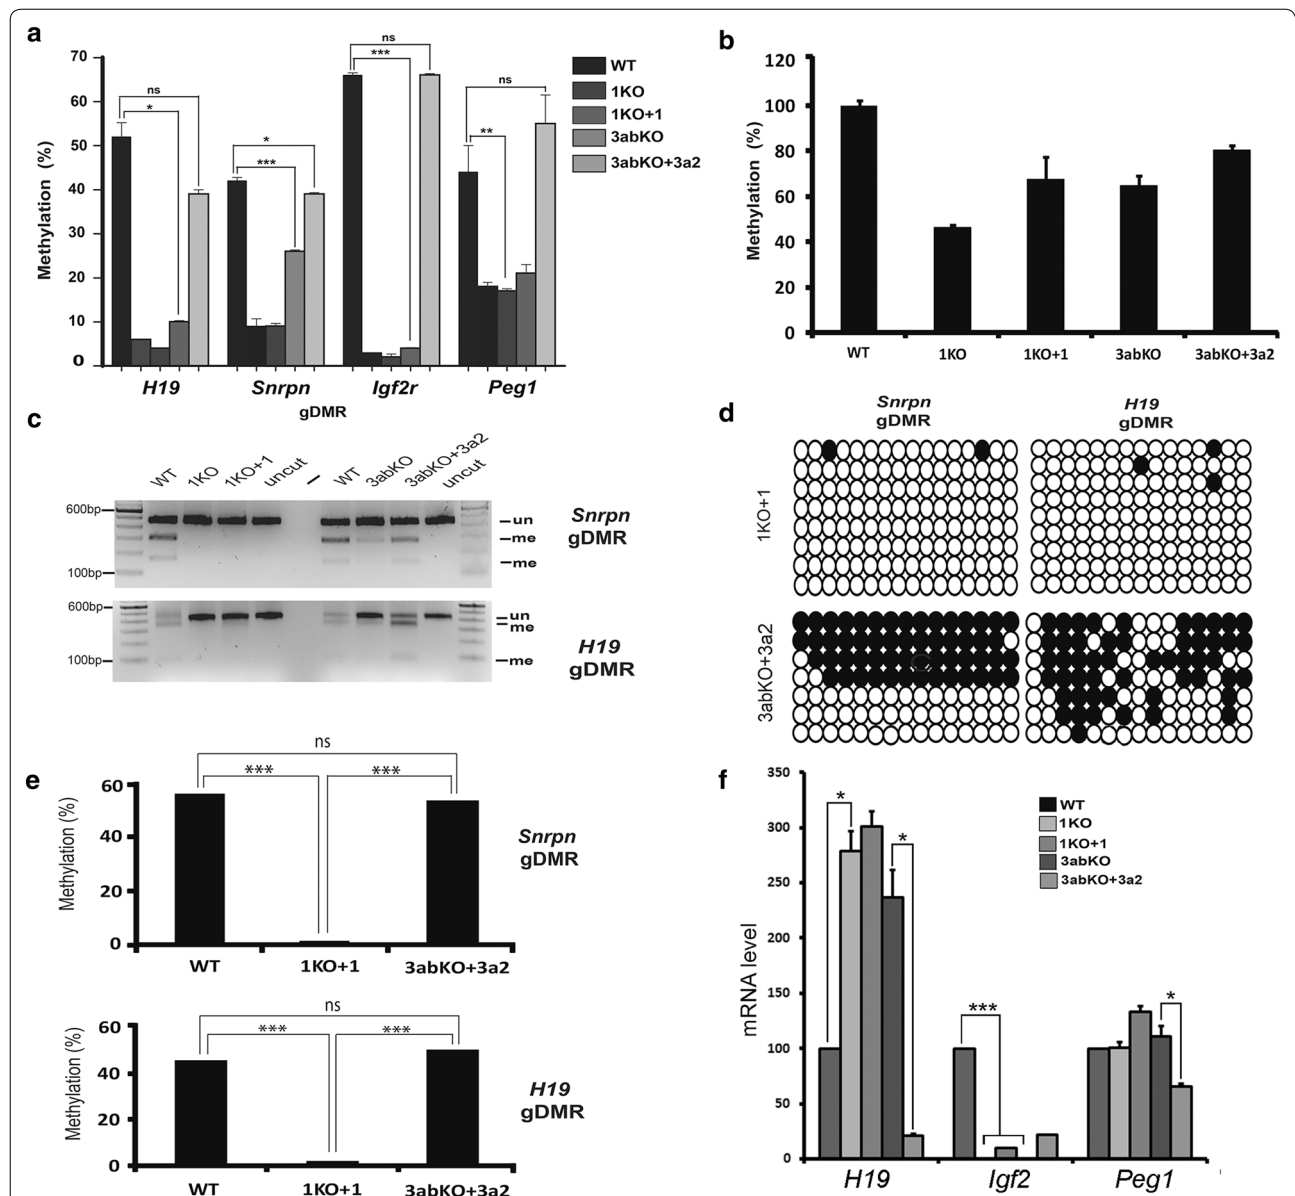 a
ns
*
*
***
ns
***
ns
**
70
60
50
40
30
20
10
0
Methylation (%)
H19
Snrpn
Igf2r
Peg1
gDMR
WT
1KO
1KO+1
3abKO
3abKO+3a2
b
120
100
80
60
40
20
0
Methylation (%)
WT
1KO
1KO+1
3abKO
3abKO+3a2
c
WT
1KO
1KO+1
uncut
–
WT
3abKO
3abKO+3a2
uncut
600bp
100bp
un
me
me
Snrpn
gDMR
600bp
100bp
un
me
me
H19
gDMR
d
Snrpn
gDMR
H19
gDMR
1KO+1
3abKO+3a2
e
ns
***
***
60
40
20
0
Methylation (%)
WT
1KO+1
3abKO+3a2
Snrpn
gDMR
ns
***
***
60
40
20
0
Methylation (%)
WT
1KO+1
3abKO+3a2
H19
gDMR
f
350
300
250
200
150
100
50
0
mRNA level
*
*
***
*
WT
1KO
1KO+1
3abKO
3abKO+3a2
H19
Igf2
Peg1